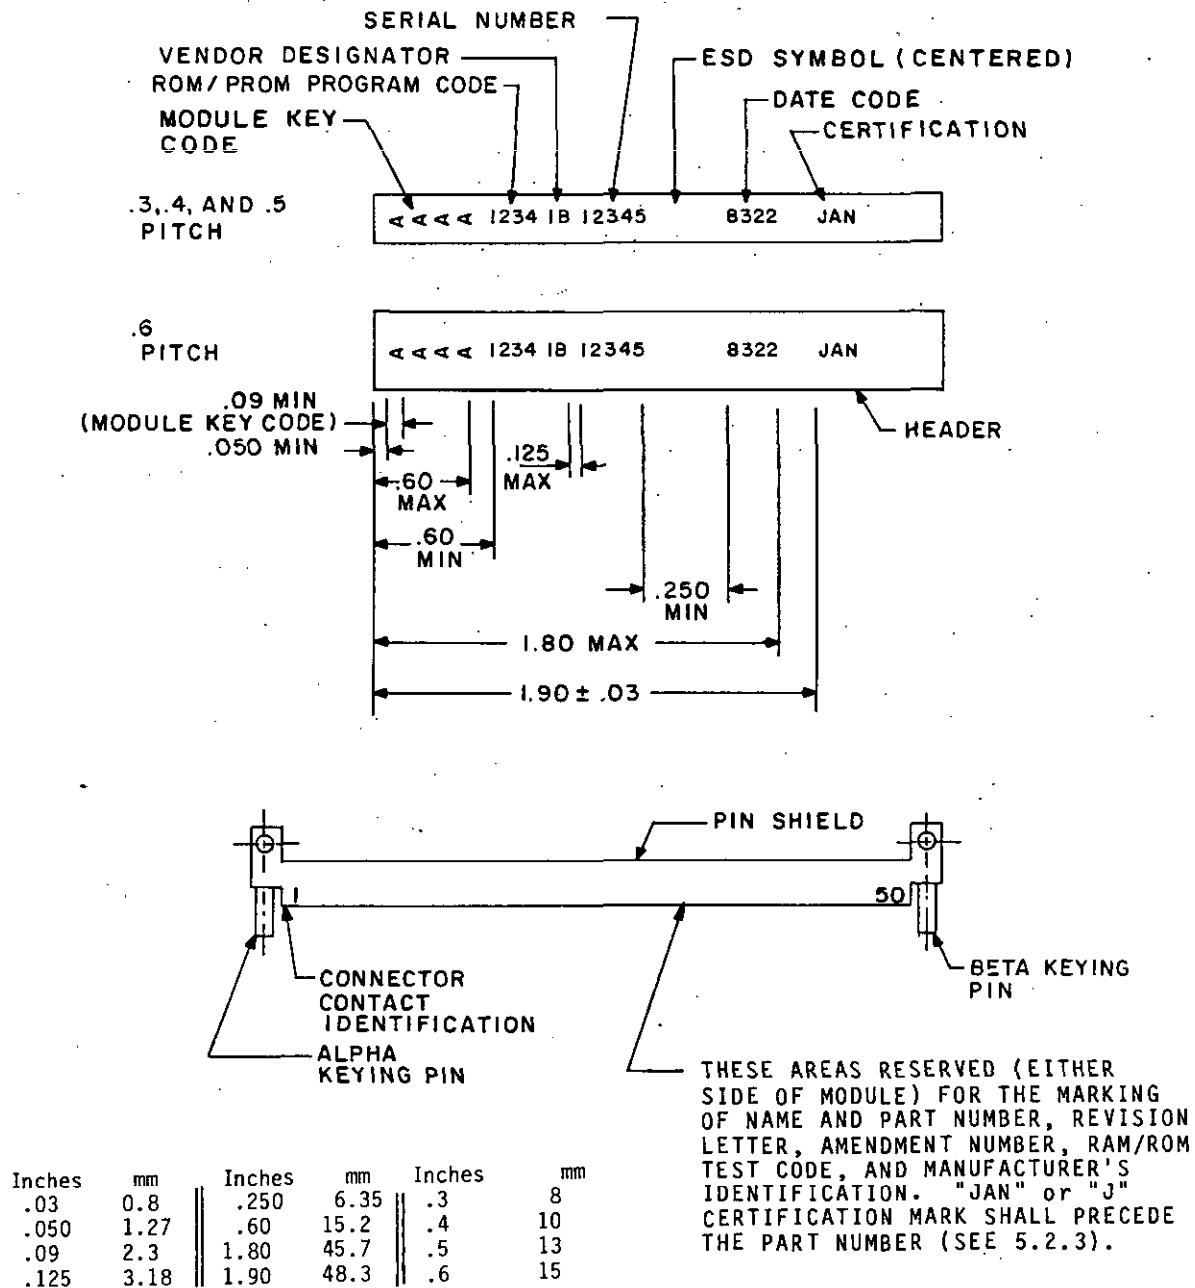 SERIAL NUMBER
VENDOR DESIGNATOR
ESD SYMBOL (CENTERED)
ROM/PROM PROGRAM CODE
DATE CODE
MODULE KEY
CODE
CERTIFICATION
.3,.4, AND .5
PITCH
A A A A 1234 1B 12345 8322 JAN
.6
PITCH
A A A A 1234 1B 12345 8322 JAN
.09 MIN
(MODULE KEY CODE)
.050 MIN
HEADER
.125
MAX
.60
MAX
.60
MIN
.250
MIN
1.80 MAX
1.90 ± .03
PIN SHIELD
1
50
CONNECTOR
CONTACT
IDENTIFICATION
BETA KEYING
PIN
ALPHA
KEYING PIN
THESE AREAS RESERVED (EITHER
SIDE OF MODULE) FOR THE MARKING
OF NAME AND PART NUMBER, REVISION
LETTER, AMENDMENT NUMBER, RAM/ROM
TEST CODE, AND MANUFACTURER'S
IDENTIFICATION. "JAN" or "J"
CERTIFICATION MARK SHALL PRECEDE
THE PART NUMBER (SEE 5.2.3).
Inches mm Inches mm Inches mm
.03 0.8 .250 6.35 .3 8
.050 1.27 .60 15.2 .4 10
.09 2.3 1.80 45.7 .5 13
.125 3.18 1.90 48.3 .6 15